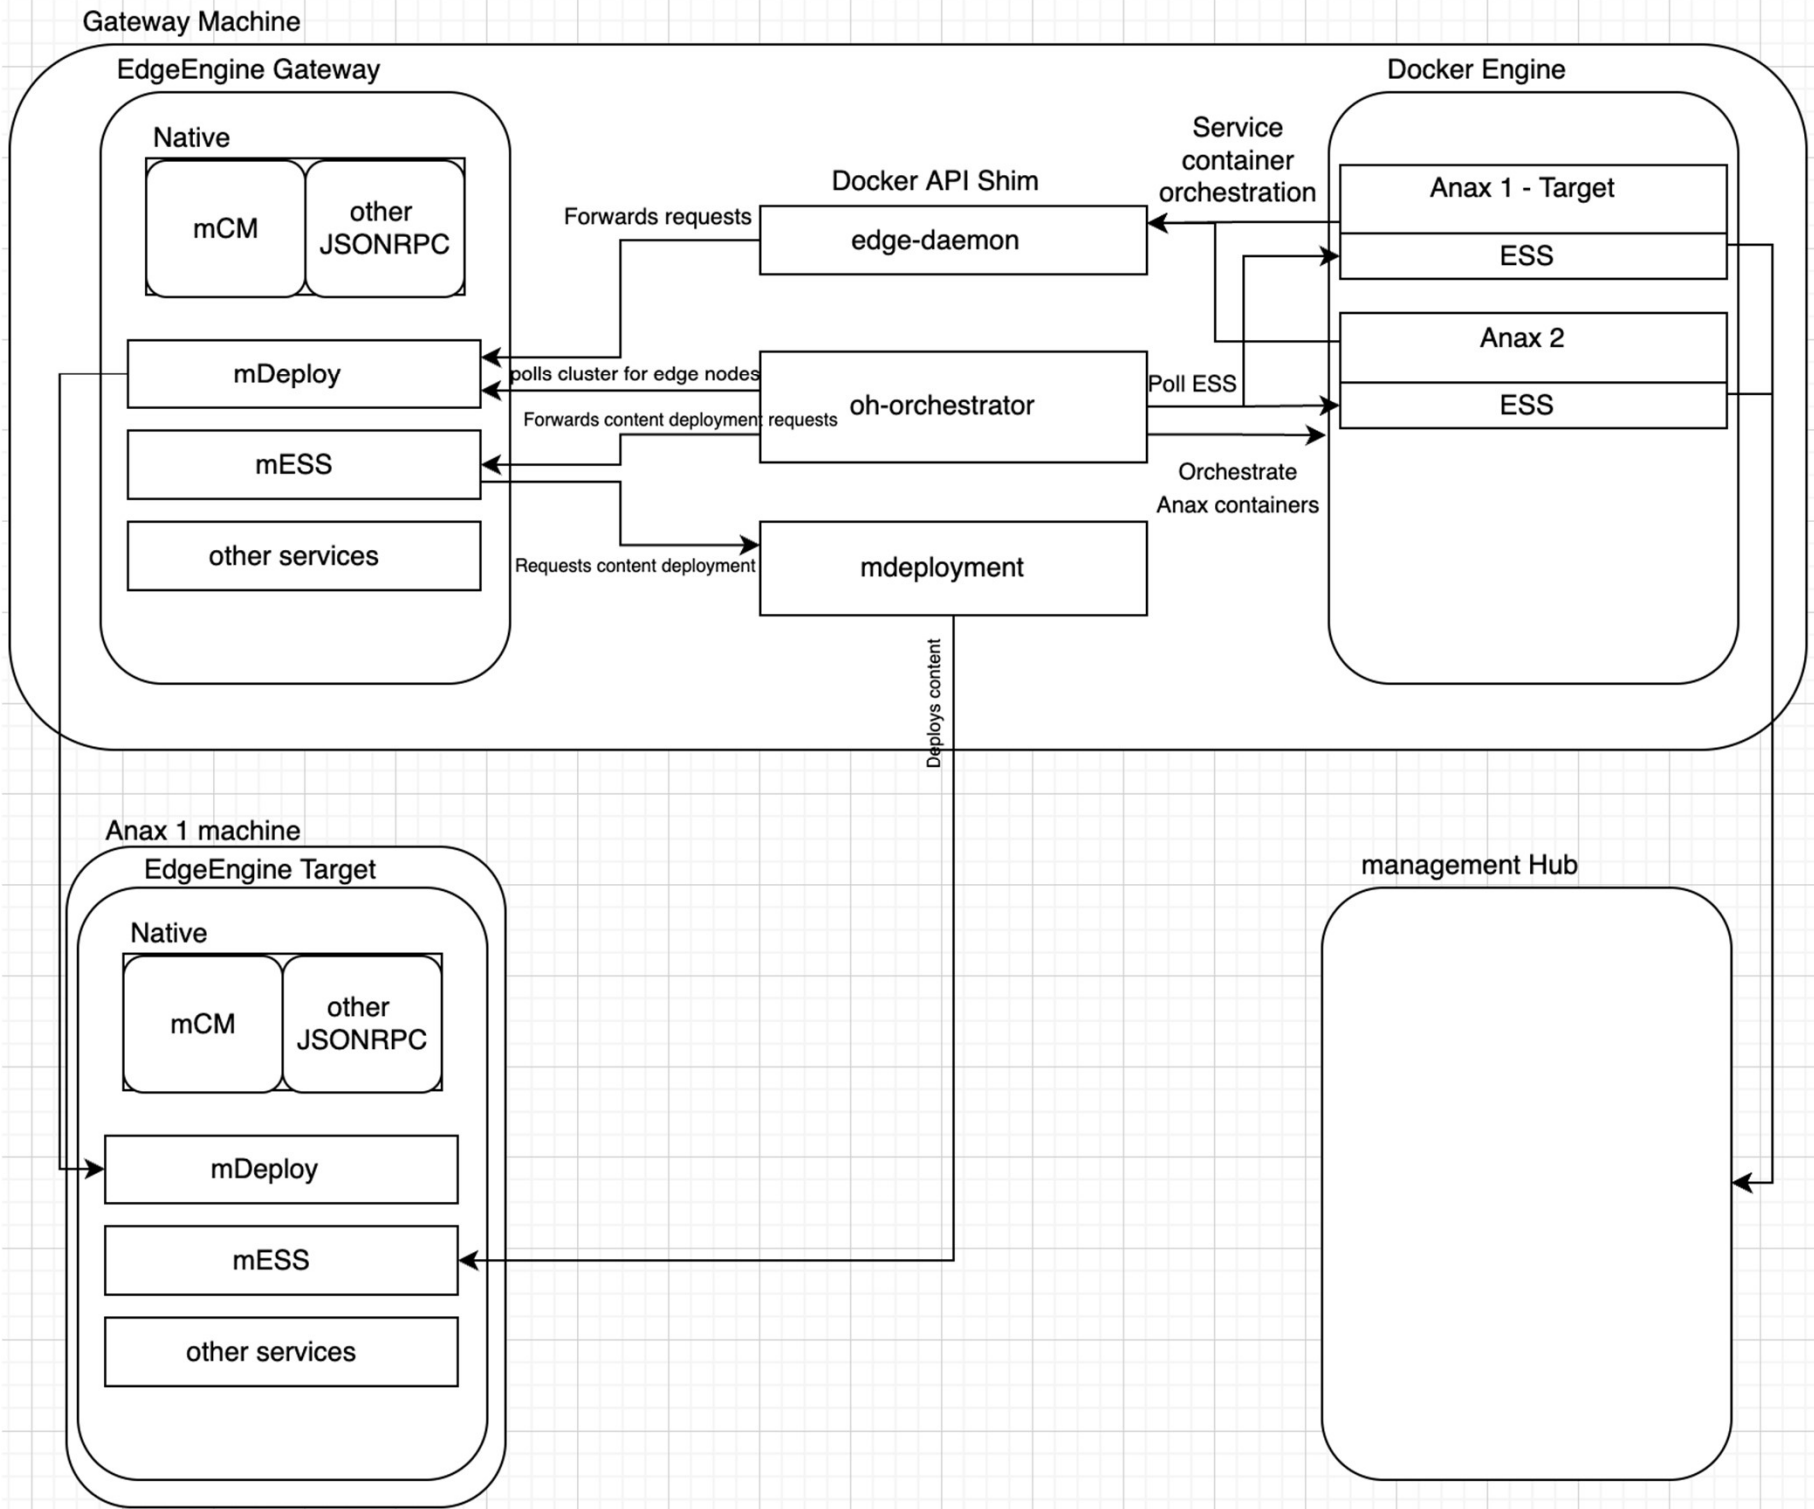 Gateway Machine
EdgeEngine Gateway
Docker Engine
Native
mCM
other
JSONRPC
mDeploy
mESS
other services
Docker API Shim
Forwards requests
edge-daemon
Service
container
orchestration
Anax 1 - Target
ESS
Anax 2
ESS
polls cluster for edge nodes
oh-orchestrator
Poll ESS
Forwards content deployment requests
Orchestrate
Anax containers
Requests content deployment
mdeployment
Deploys content
Anax 1 machine
EdgeEngine Target
Native
mCM
other
JSONRPC
mDeploy
mESS
other services
management Hub